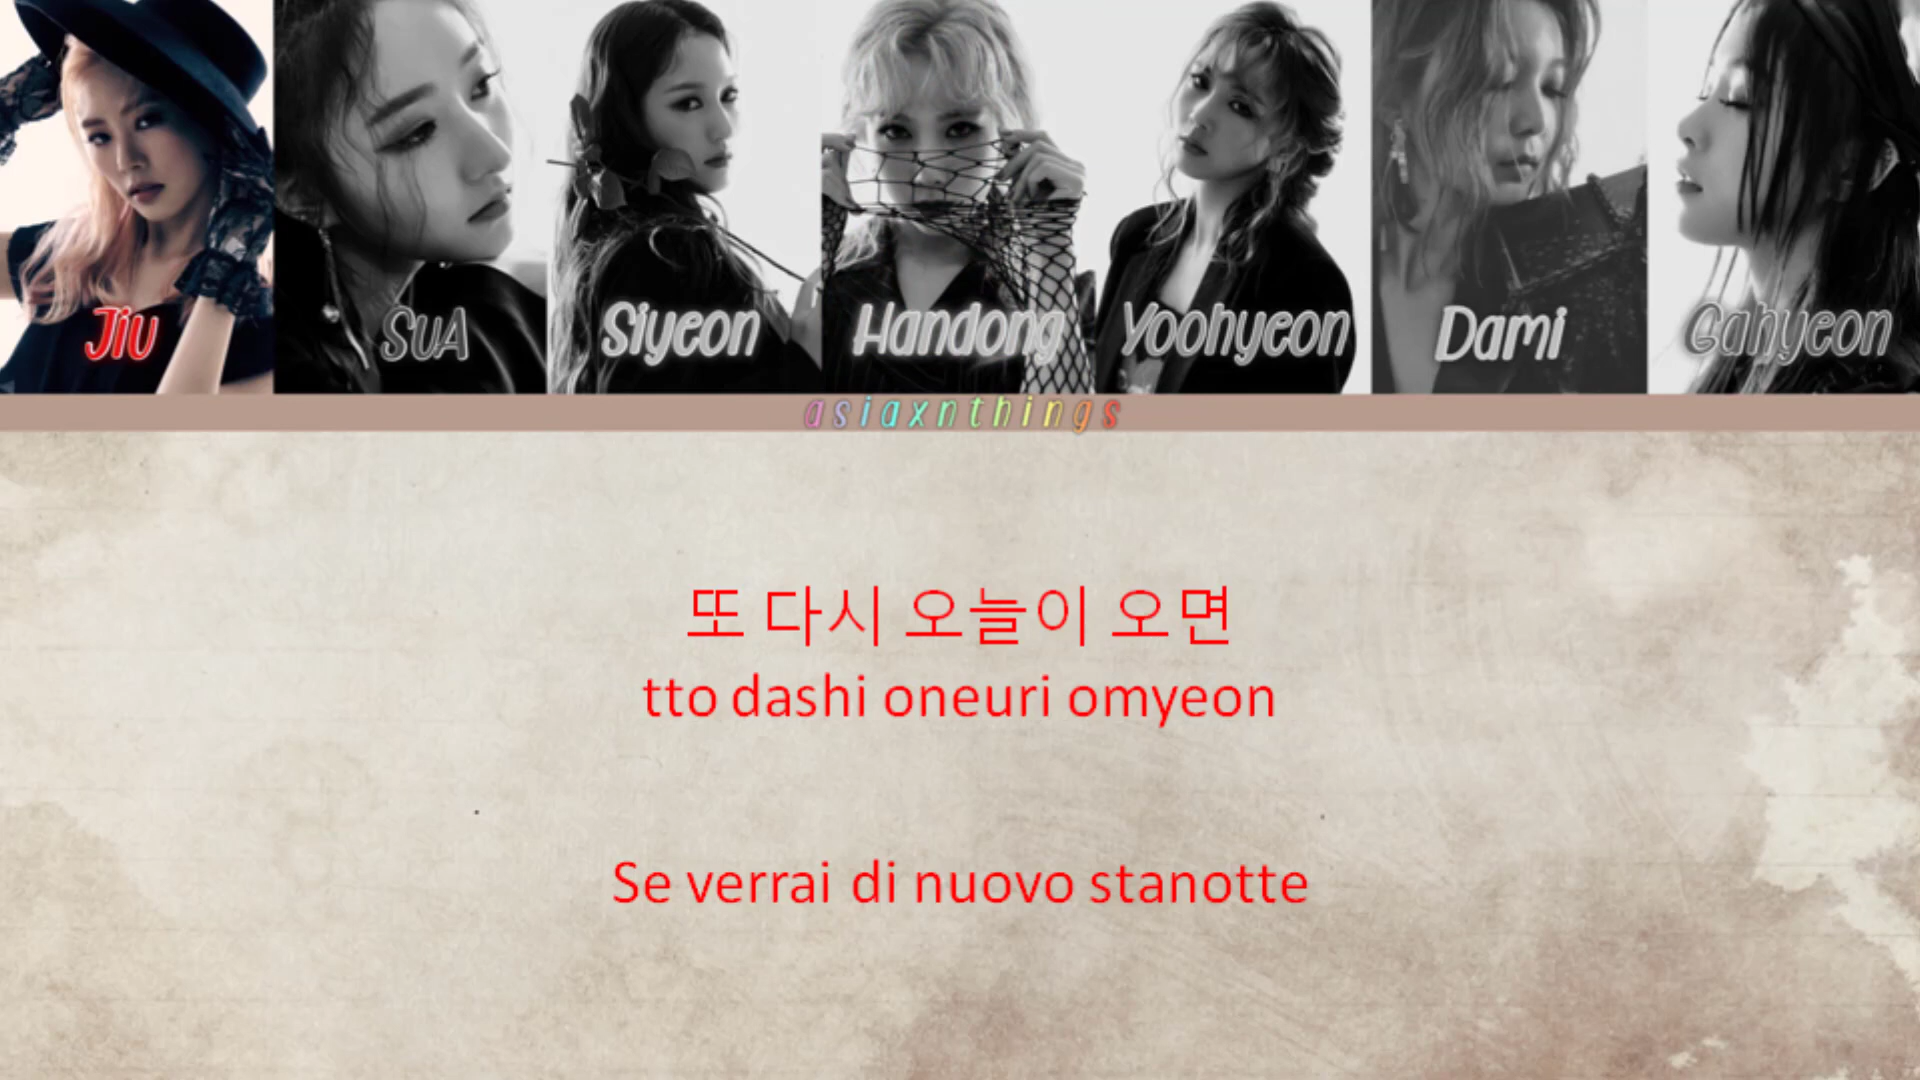 Jiu SuA Siyeon Handong Yoohyeon Dami Gahyeon
asiaxnthings
또 다시 오늘이 오면
tto dashi oneuri omyeon
Se verrai di nuovo stanotte